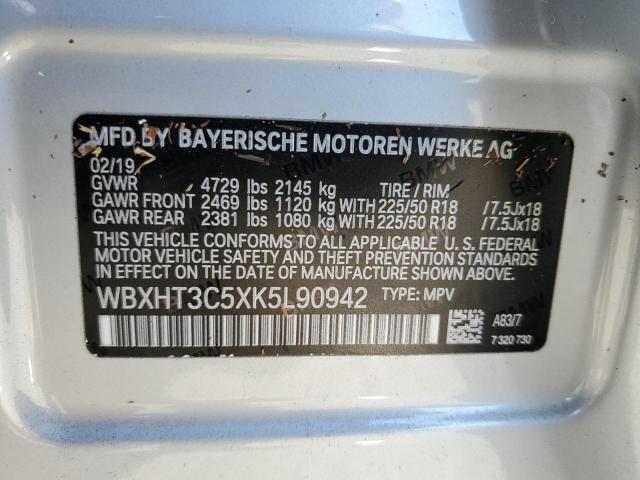 MFD BY BAYERISCHE MOTOREN WERKE AG
02/19
GVWR 4729 lbs 2145 kg TIRE / RIM.
GAWR FRONT 2469 lbs 1120 kg WITH 225/50 R18 /7.5Jx18
GAWR REAR 2381 lbs 1080 kg WITH 225/50 R18 /7.5Jx18
THIS VEHICLE CONFORMS TO ALL APPLICABLE U. S. FEDERAL
MOTOR VEHICLE SAFETY AND THEFT PREVENTION STANDARDS
IN EFFECT ON THE DATE OF MANUFACTURE SHOWN ABOVE.
WBXHT3C5XK5L90942 TYPE: MPV
A83/7
7 320 730